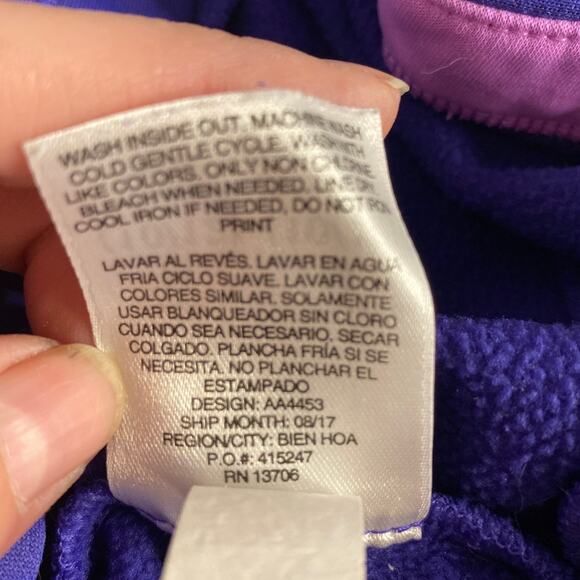 WASH INSIDE OUT. MACHINE WASH
COLD GENTLE CYCLE. WASH WITH
LIKE COLORS. ONLY NON CHLORINE
BLEACH WHEN NEEDED. LINE DRY
COOL IRON IF NEEDED, DO NOT IRON
PRINT
LAVAR AL REVÉS. LAVAR EN AGUA
FRIA CICLO SUAVE. LAVAR CON
COLORES SIMILAR. SOLAMENTE
USAR BLANQUEADOR SIN CLORO
CUANDO SEA NECESARIO. SECAR
COLGADO. PLANCHA FRÍA SI SE
NECESITA. NO PLANCHAR EL
ESTAMPADO
DESIGN: AA4453
SHIP MONTH: 08/17
REGION/CITY: BIEN HOA
P.O.#: 415247
RN 13706